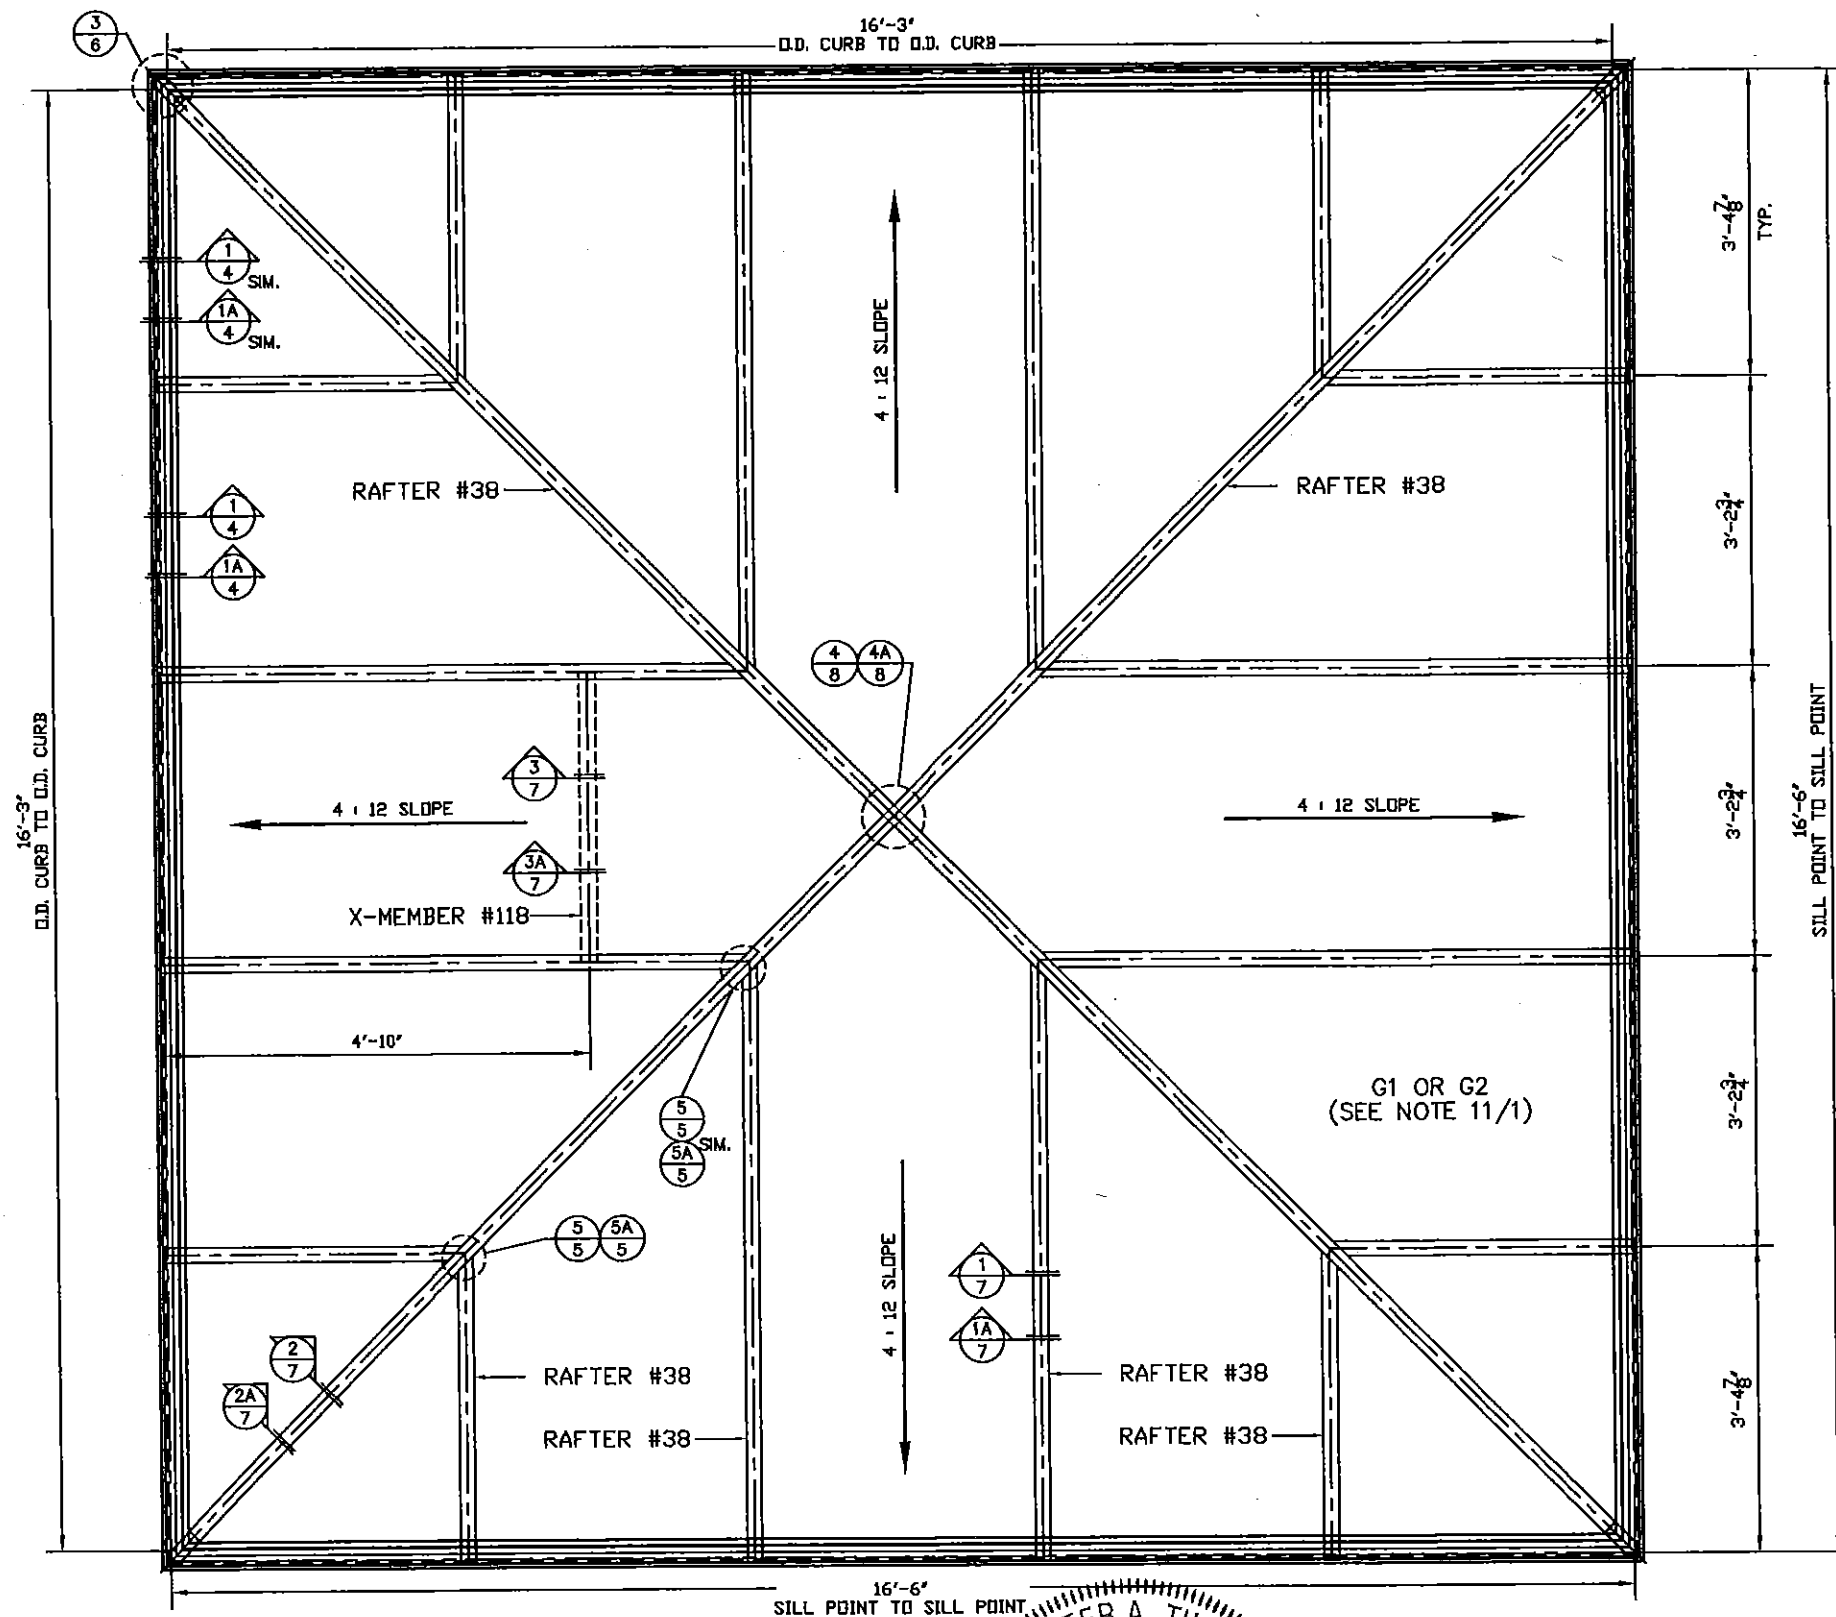 3
6
16'-3"
O.D. CURB TO O.D. CURB
1
4
SIM.
1A
4
SIM.
4 : 12 SLOPE
3'-4 7/8"
TYP.
RAFTER #38
RAFTER #38
1
4
1A
4
3'-2 3/4"
4
8
4A
8
16'-3"
O.D. CURB TO O.D. CURB
3
7
4 : 12 SLOPE
4 : 12 SLOPE
3'-2 3/4"
16'-6"
SILL POINT TO SILL POINT
3A
7
X-MEMBER #118
4'-10"
5
5
SIM.
5A
5
G1 OR G2
(SEE NOTE 11/1)
3'-2 3/4"
5
5
5A
5
4 : 12 SLOPE
1
7
1A
7
2
7
2A
7
RAFTER #38
RAFTER #38
RAFTER #38
RAFTER #38
3'-4 7/8"
16'-6"
SILL POINT TO SILL POINT